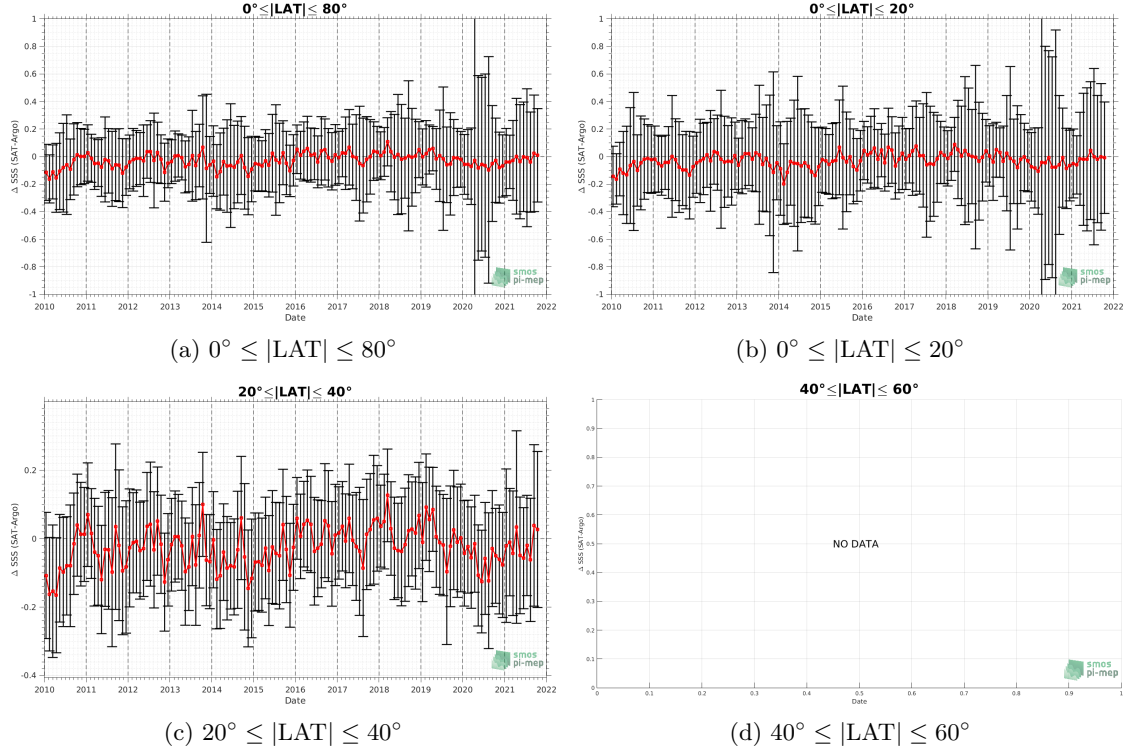 0°≤|LAT|≤ 80°
1
0.8
0.6
0.4
0.2
0
-0.2
-0.4
-0.6
-0.8
-1
Δ SSS (SAT-Argo)
2010 2011 2012 2013 2014 2015 2016 2017 2018 2019 2020 2021 2022
Date
smos
pi-mep
(a) 0° ≤ |LAT| ≤ 80°
0°≤|LAT|≤ 20°
1
0.8
0.6
0.4
0.2
0
-0.2
-0.4
-0.6
-0.8
-1
Δ SSS (SAT-Argo)
2010 2011 2012 2013 2014 2015 2016 2017 2018 2019 2020 2021 2022
Date
smos
pi-mep
(b) 0° ≤ |LAT| ≤ 20°
20°≤|LAT|≤ 40°
0.2
0
-0.2
-0.4
Δ SSS (SAT-Argo)
2010 2011 2012 2013 2014 2015 2016 2017 2018 2019 2020 2021 2022
Date
smos
pi-mep
(c) 20° ≤ |LAT| ≤ 40°
40°≤|LAT|≤ 60°
1
0.9
0.8
0.7
0.6
0.5
0.4
0.3
0.2
0.1
0
Δ SSS (SAT-Argo)
NO DATA
0 0.1 0.2 0.3 0.4 0.5 0.6 0.7 0.8 0.9 1
Date
smos
pi-mep
(d) 40° ≤ |LAT| ≤ 60°